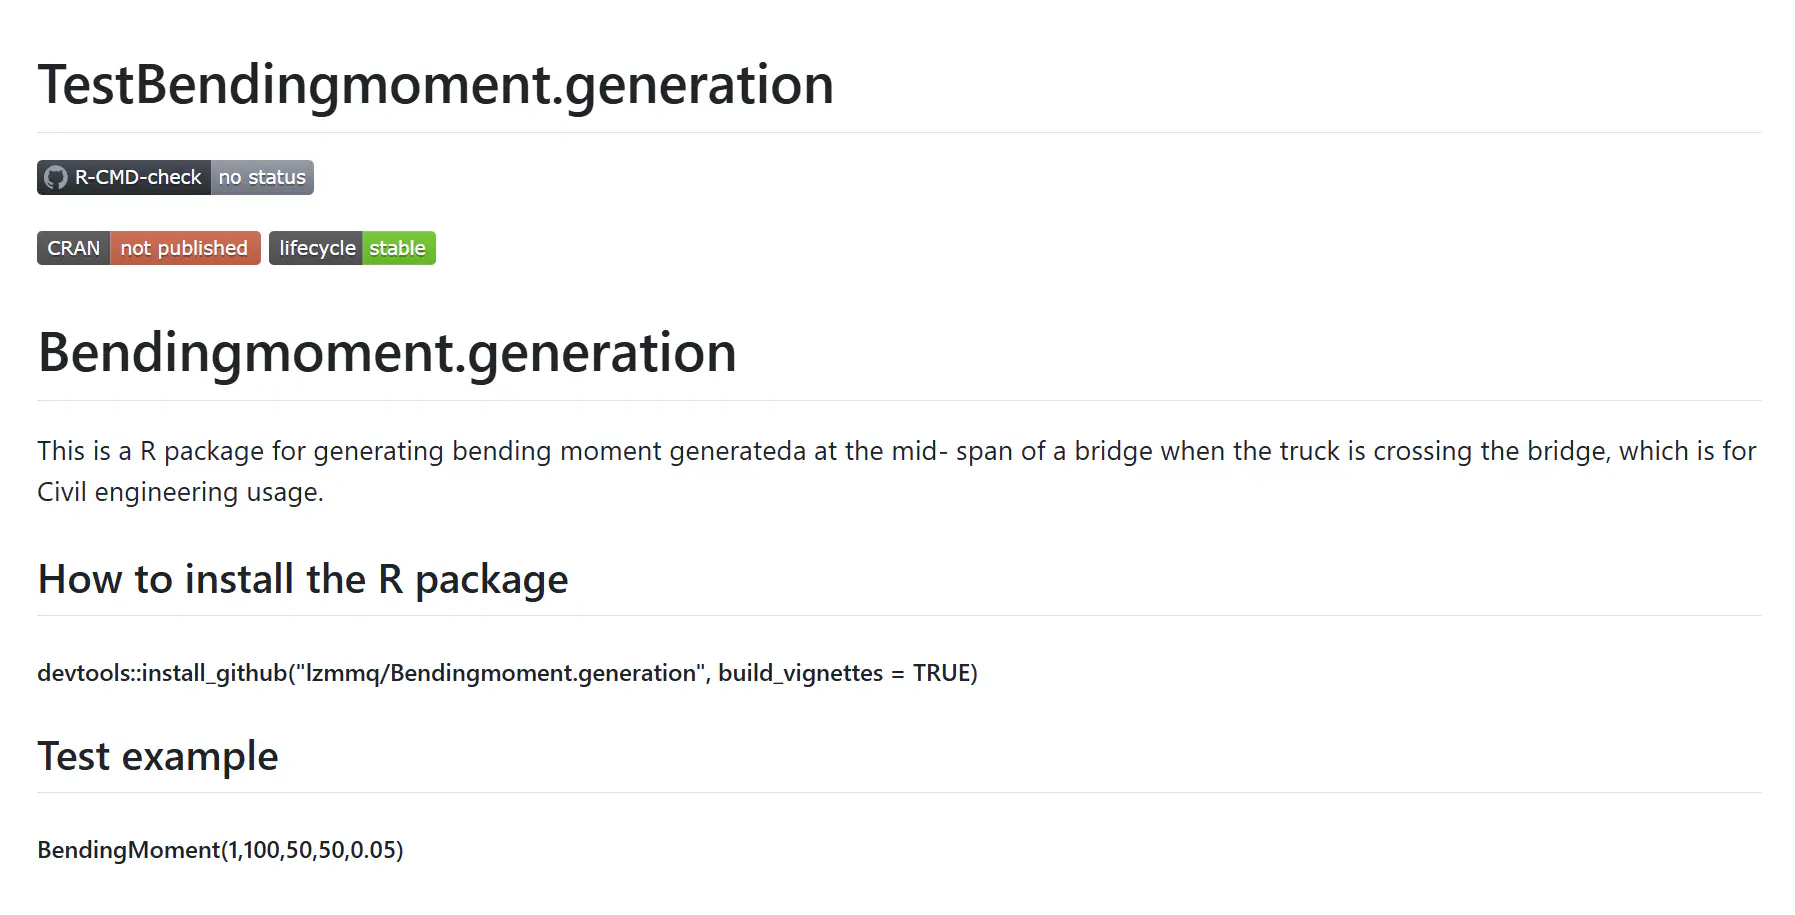 TestBendingmoment.generation
R-CMD-check no status
CRAN not published lifecycle stable
Bendingmoment.generation
This is a R package for generating bending moment generateda at the mid- span of a bridge when the truck is crossing the bridge, which is for
Civil engineering usage.
How to install the R package
devtools::install_github("lzmmq/Bendingmoment.generation", build_vignettes = TRUE)
Test example
BendingMoment(1,100,50,50,0.05)